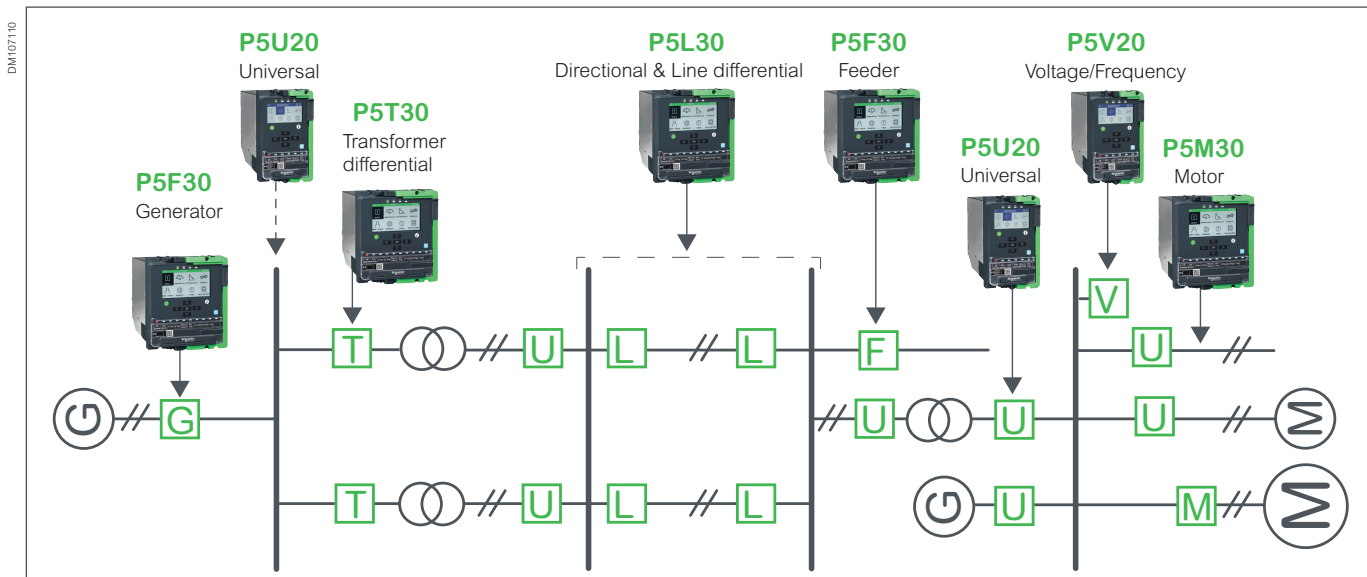 DM107110
P5U20
Universal
P5T30
Transformer
differential
P5F30
Generator
P5L30
Directional & Line differential
P5F30
Feeder
P5U20
Universal
P5V20
Voltage/Frequency
P5M30
Motor
V
T
U
L
L
F
U
G
G
U
U
U
M
T
U
L
L
G
U
M
M